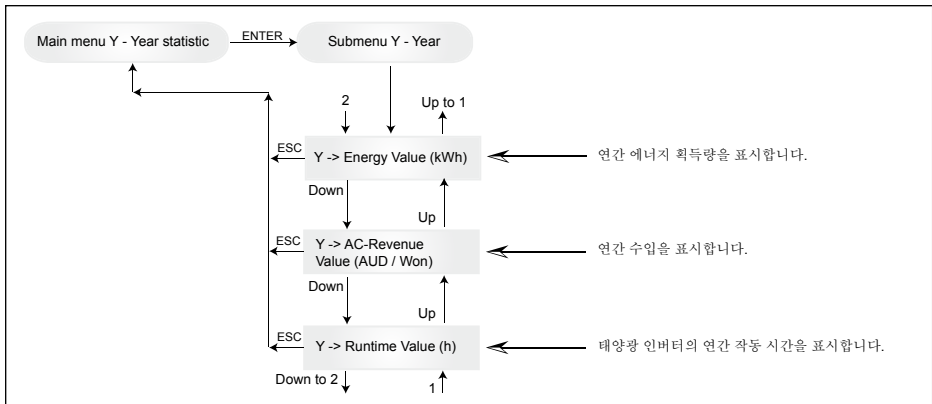 Main menu Y - Year statistic
ENTER
Submenu Y - Year
2
Up to 1
ESC
Y -> Energy Value (kWh)
연간 에너지 획득량을 표시합니다.
Down
Up
ESC
Y -> AC-Revenue
Value (AUD / Won)
연간 수입을 표시합니다.
Down
Up
ESC
Y -> Runtime Value (h)
태양광 인버터의 연간 작동 시간을 표시합니다.
Down to 2
1